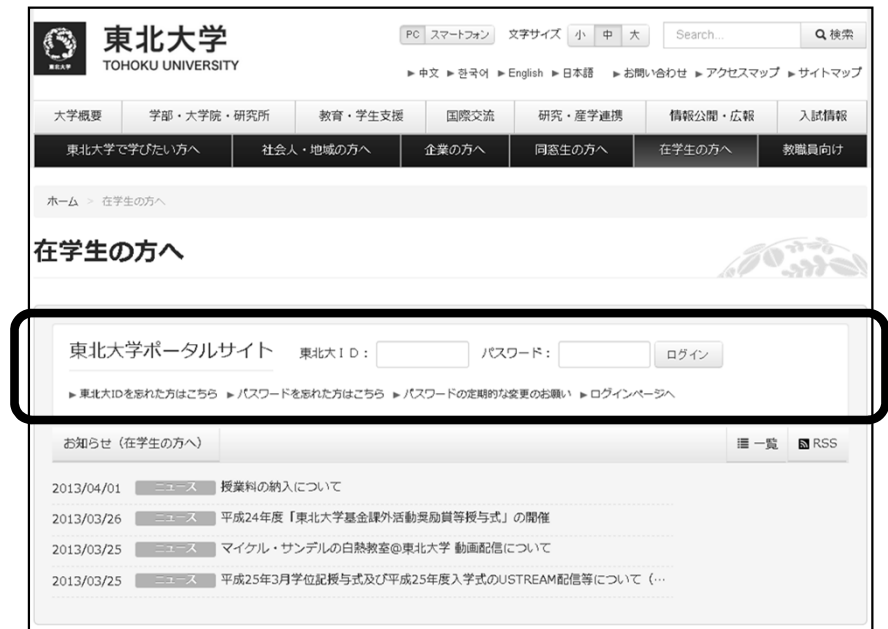 東北大学
TOHOKU UNIVERSITY
PC スマートフォン 文字サイズ 小 中 大 Search... 検索
▶ 中文 ▶ 한국어 ▶ English ▶ 日本語 ▶ お問い合わせ ▶ アクセスマップ ▶ サイトマップ
大学概要 学部・大学院・研究所 教育・学生支援 国際交流 研究・産学連携 情報公開・広報 入試情報
東北大学で学びたい方へ 社会人・地域の方へ 企業の方へ 同窓生の方へ 在学生の方へ 教職員向け
ホーム > 在学生の方へ
在学生の方へ
東北大学ポータルサイト 東北大ID: パスワード: ログイン
▶ 東北大IDを忘れた方はこちら ▶ パスワードを忘れた方はこちら ▶ パスワードの定期的な変更のお願い ▶ ログインページへ
お知らせ（在学生の方へ） 一覧 RSS
2013/04/01 ニュース 授業料の納入について
2013/03/26 ニュース 平成24年度「東北大学基金課外活動奨励賞等授与式」の開催
2013/03/25 ニュース マイケル・サンデルの白熱教室@東北大学 動画配信について
2013/03/25 ニュース 平成25年3月学位記授与式及び平成25年度入学式のUSTREAM配信等について（…